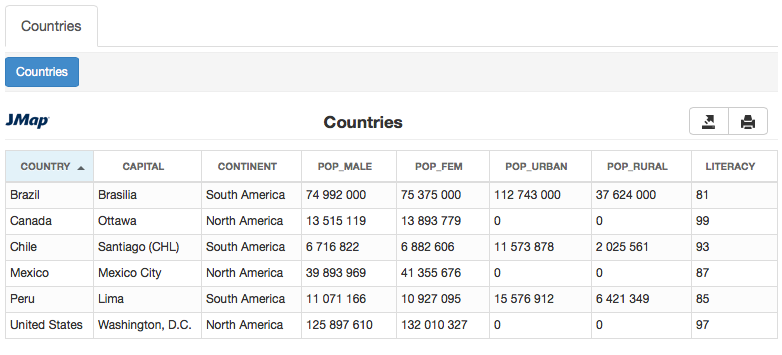 Countries
Countries
JMap
Countries
COUNTRY CAPITAL CONTINENT POP_MALE POP_FEM POP_URBAN POP_RURAL LITERACY
Brazil Brasilia South America 74 992 000 75 375 000 112 743 000 37 624 000 81
Canada Ottawa North America 13 515 119 13 893 779 0 0 99
Chile Santiago (CHL) South America 6 716 822 6 882 606 11 573 878 2 025 561 93
Mexico Mexico City North America 39 893 969 41 355 676 0 0 87
Peru Lima South America 11 071 166 10 927 095 15 576 912 6 421 349 85
United States Washington, D.C. North America 125 897 610 132 010 327 0 0 97